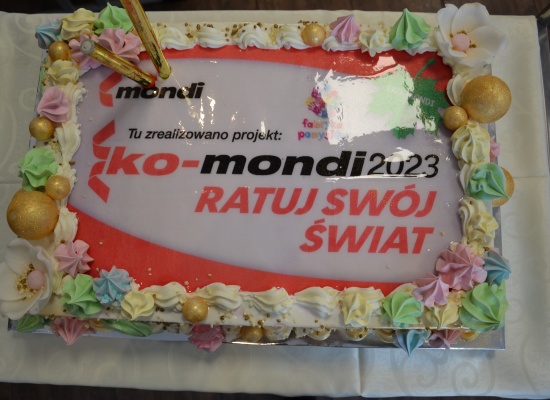 mondi
Tu zrealizowano projekt:
ko-mondi2023
RATUJ SWÓJ
ŚWIAT